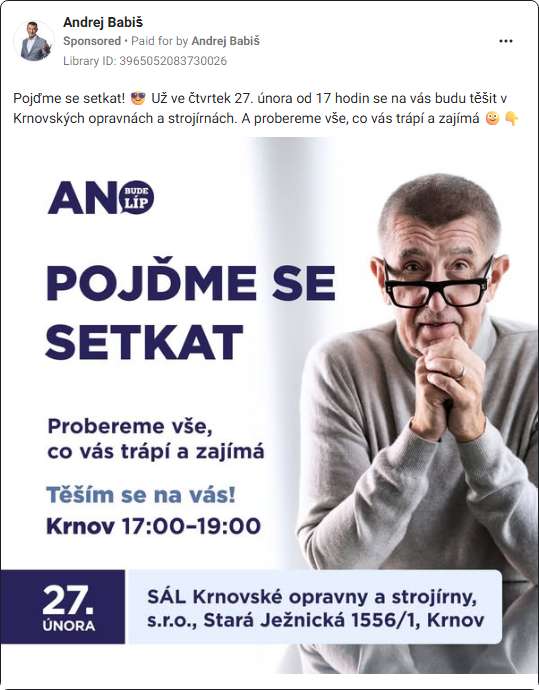 Andrej Babiš
Sponsored • Paid for by Andrej Babiš
Library ID: 3965052083730026
Pojďme se setkat! 😎 Už ve čtvrtek 27. února od 17 hodin se na vás budu těšit v
Krnovských opravnách a strojírnách. A probereme vše, co vás trápí a zajímá 🙂 👇
ANO
BUDE
LÍP
POJĎME SE
SETKAT
Probereme vše,
co vás trápí a zajímá
Těším se na vás!
Krnov 17:00–19:00
27.
ÚNORA
SÁL Krnovské opravny a strojírny,
s.r.o., Stará Ježnická 1556/1, Krnov